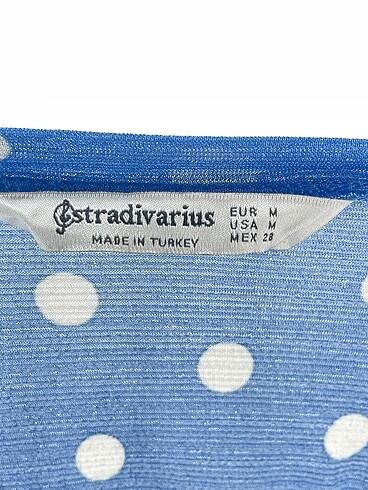 stradivarius
MADE IN TURKEY
EUR M
USA M
MEX 28